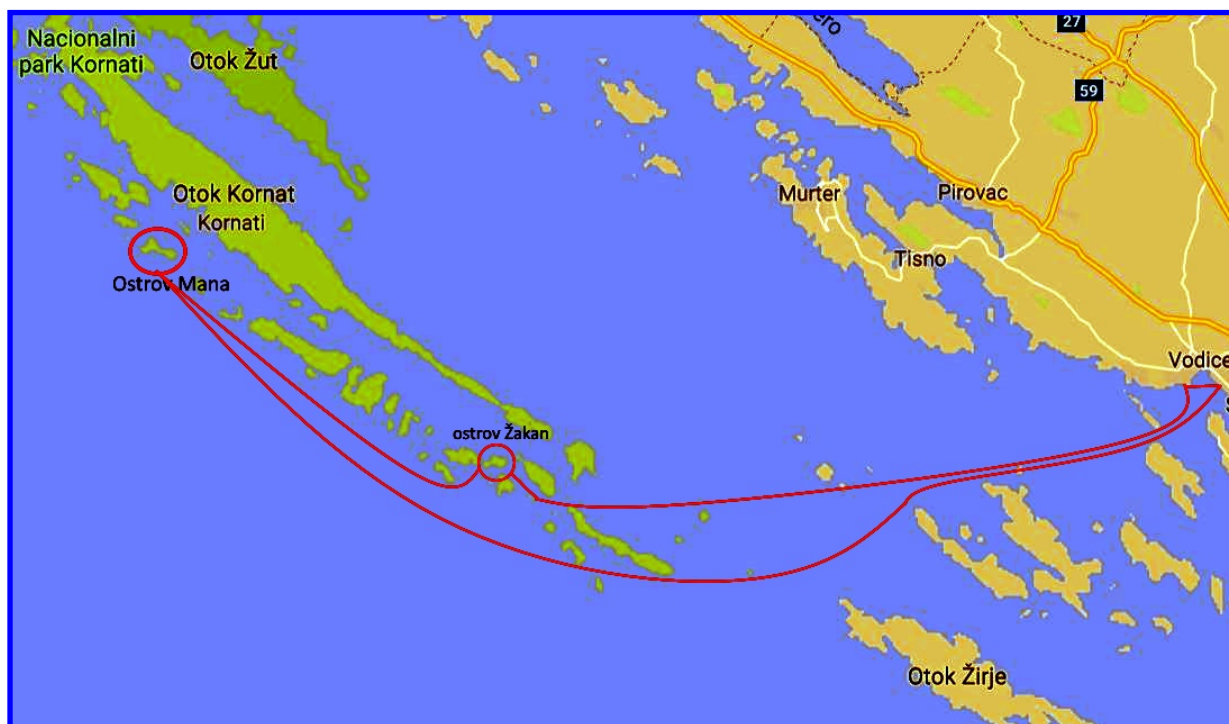 Nacionalni
park Kornati
Otok Žut
27
59
Otok Kornat
Kornati
Murter
Pirovac
Ostrov Mana
Tisno
Vodice
ostrov Žakan
Otok Žirje